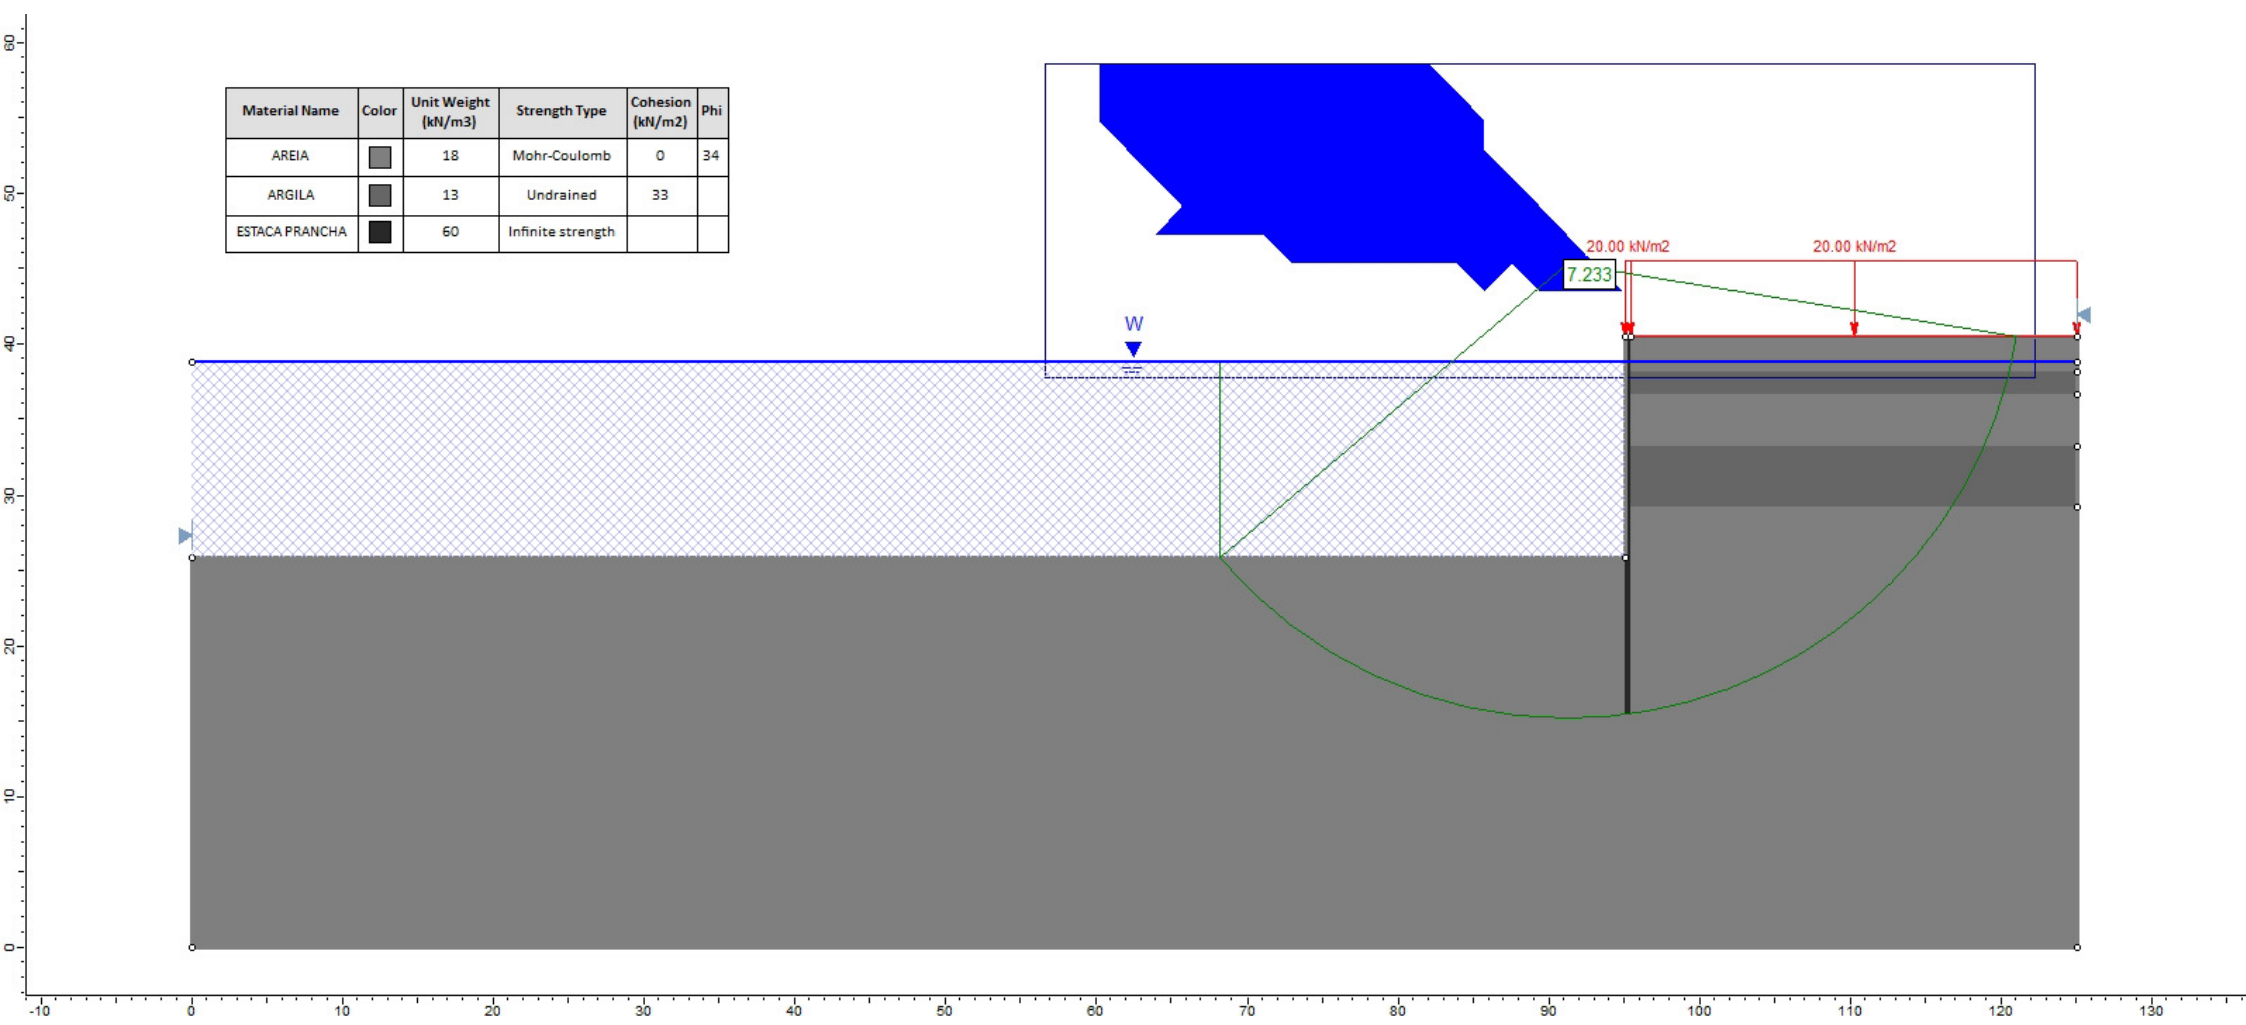 60
50
40
30
20
10
0
Material Name Color Unit Weight (kN/m3) Strength Type Cohesion (kN/m2) Phi
AREIA 18 Mohr-Coulomb 0 34
ARGILA 13 Undrained 33
ESTACA PRANCHA 60 Infinite strength
20.00 kN/m2 20.00 kN/m2
7.233
W
-10 0 10 20 30 40 50 60 70 80 90 100 110 120 130